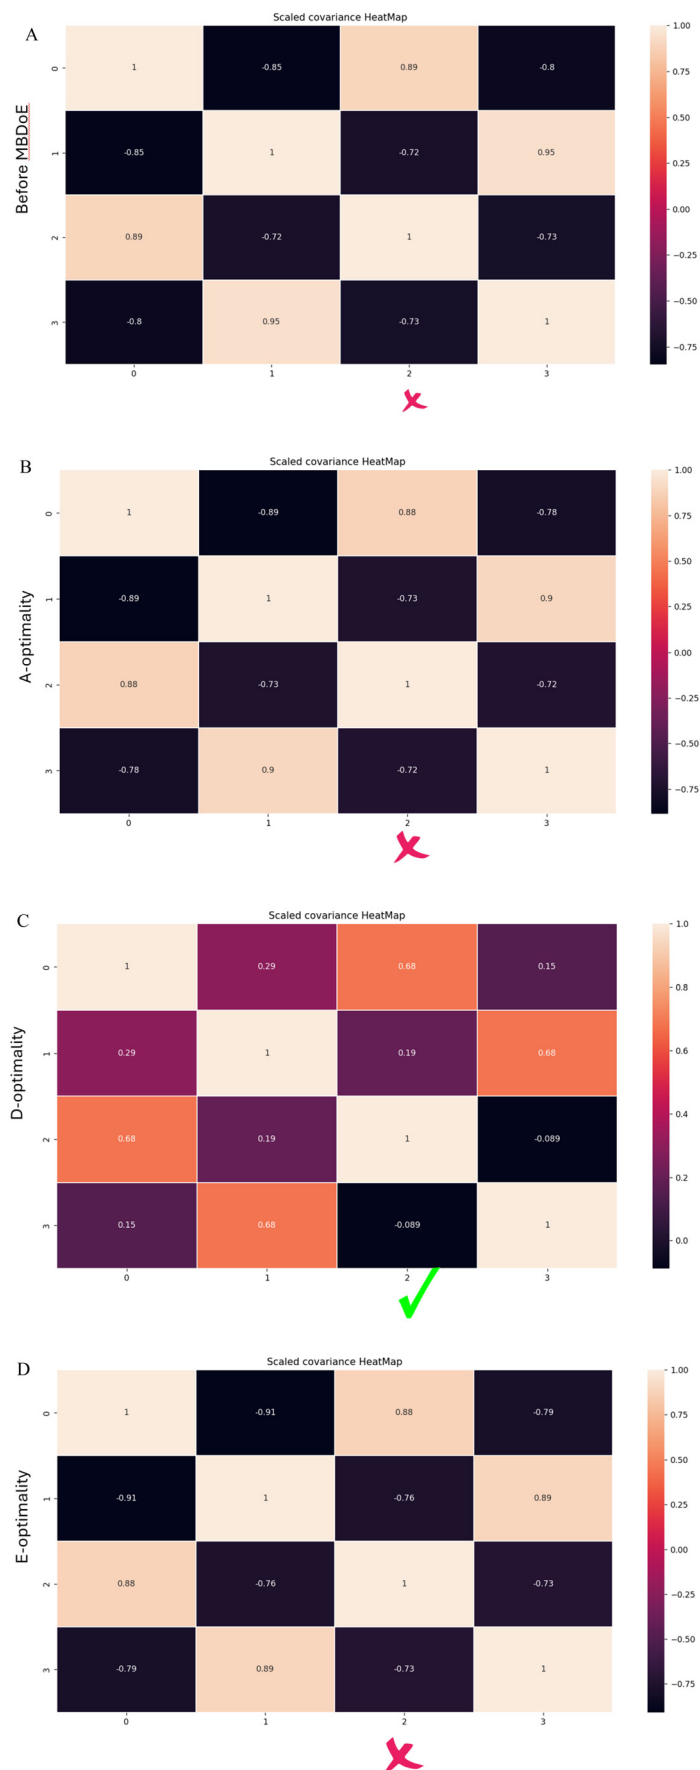 A
Scaled covariance HeatMap
Before MBDoE
0 1 -0.85 0.89 -0.8
1 -0.85 1 -0.72 0.95
2 0.89 -0.72 1 -0.73
3 -0.8 0.95 -0.73 1
0 1 2 3
1.00
0.75
0.50
0.25
0.00
−0.25
−0.50
−0.75
B
Scaled covariance HeatMap
A-optimality
0 1 -0.89 0.88 -0.78
1 -0.89 1 -0.73 0.9
2 0.88 -0.73 1 -0.72
3 -0.78 0.9 -0.72 1
0 1 2 3
1.00
0.75
0.50
0.25
0.00
−0.25
−0.50
−0.75
C
Scaled covariance HeatMap
D-optimality
0 1 0.29 0.68 0.15
1 0.29 1 0.19 0.68
2 0.68 0.19 1 -0.089
3 0.15 0.68 -0.089 1
0 1 2 3
1.0
0.8
0.6
0.4
0.2
0.0
D
Scaled covariance HeatMap
E-optimality
0 1 -0.91 0.88 -0.79
1 -0.91 1 -0.76 0.89
2 0.88 -0.76 1 -0.73
3 -0.79 0.89 -0.73 1
0 1 2 3
1.00
0.75
0.50
0.25
0.00
−0.25
−0.50
−0.75